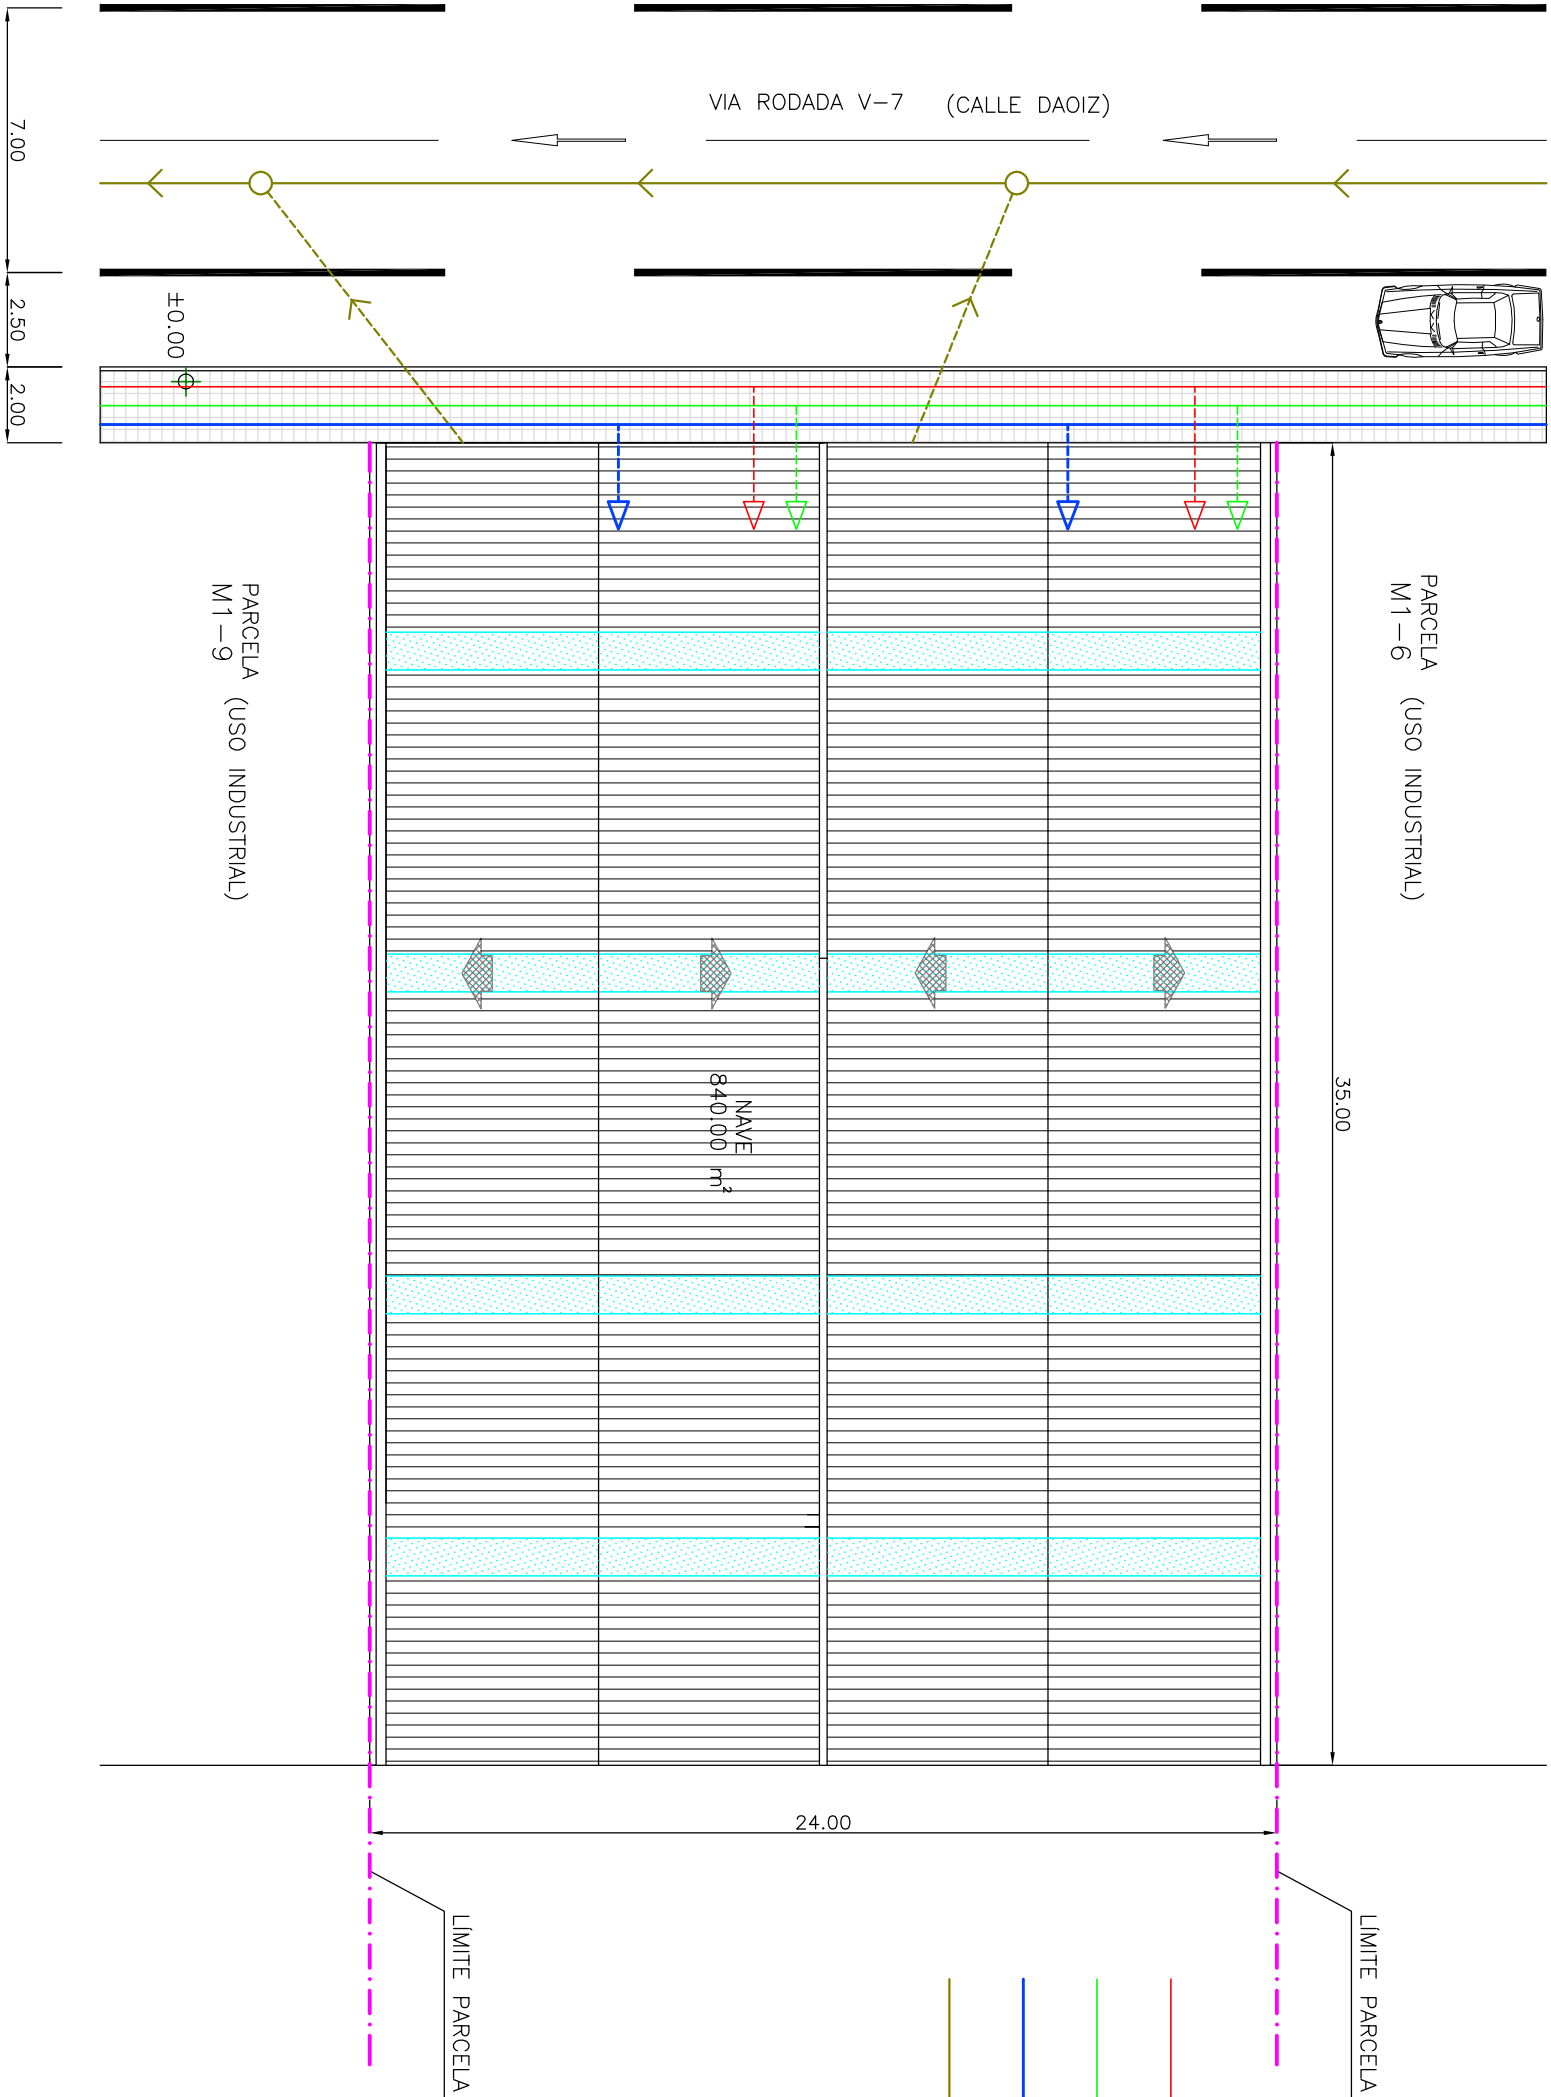 VIA RODADA V-7 (CALLE DAOIZ)
7.00
2.50
2.00
±0.00
PARCELA
M1-9 (USO INDUSTRIAL)
PARCELA
M1-6 (USO INDUSTRIAL)
35.00
NAVE
840.00 m²
24.00
LÍMITE PARCELA
LÍMITE PARCELA